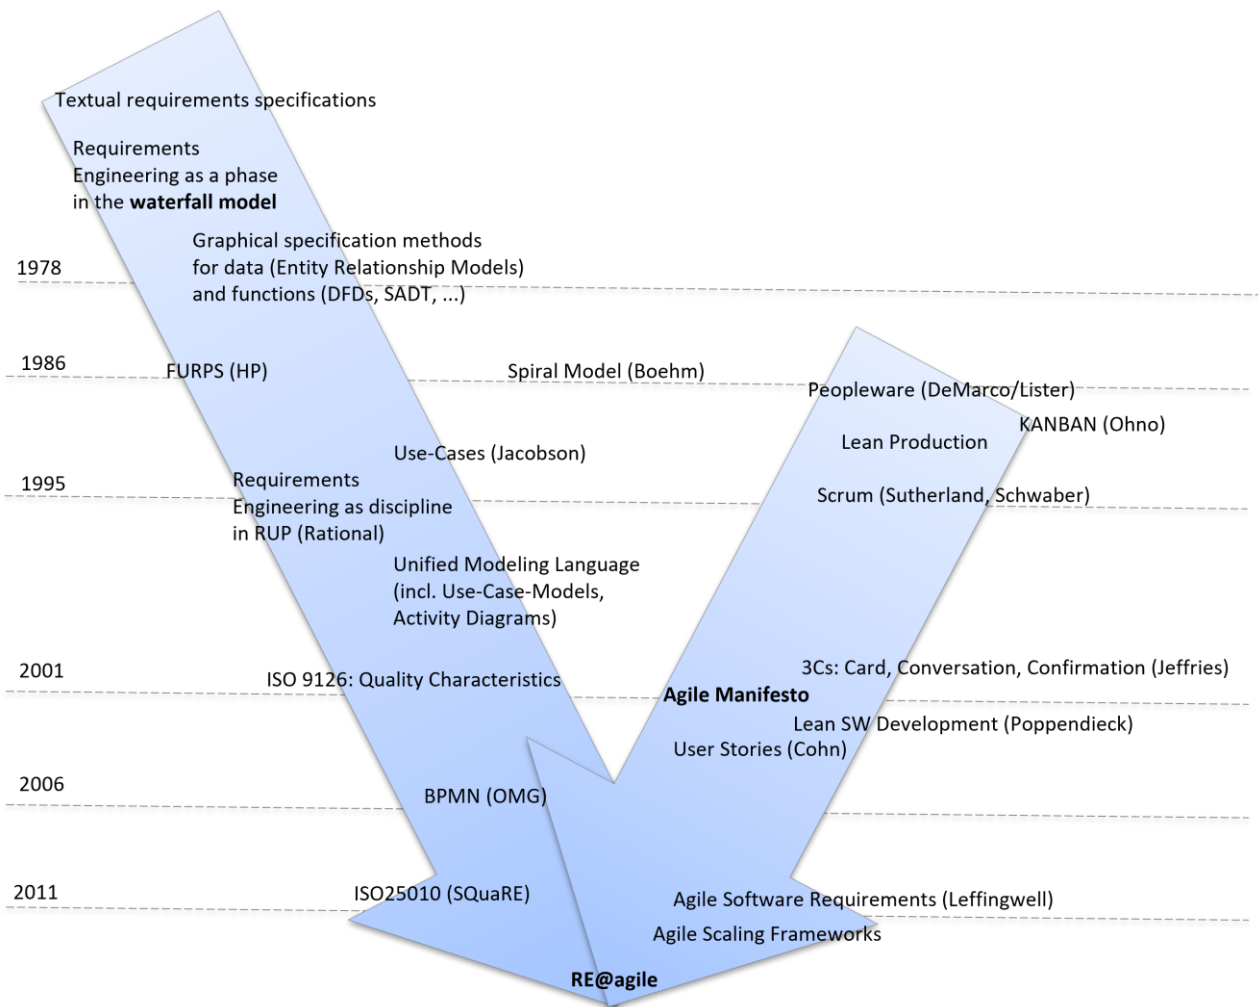 Textual requirements specifications
Requirements
Engineering as a phase
in the waterfall model
Graphical specification methods
for data (Entity Relationship Models)
and functions (DFDs, SADT, ...)
1978
1986
FURPS (HP)
Spiral Model (Boehm)
Peopleware (DeMarco/Lister)
KANBAN (Ohno)
Lean Production
Use-Cases (Jacobson)
1995
Requirements
Engineering as discipline
in RUP (Rational)
Scrum (Sutherland, Schwaber)
Unified Modeling Language
(incl. Use-Case-Models,
Activity Diagrams)
2001
ISO 9126: Quality Characteristics
3Cs: Card, Conversation, Confirmation (Jeffries)
Agile Manifesto
Lean SW Development (Poppendieck)
User Stories (Cohn)
2006
BPMN (OMG)
2011
ISO25010 (SQuaRE)
Agile Software Requirements (Leffingwell)
Agile Scaling Frameworks
RE@agile